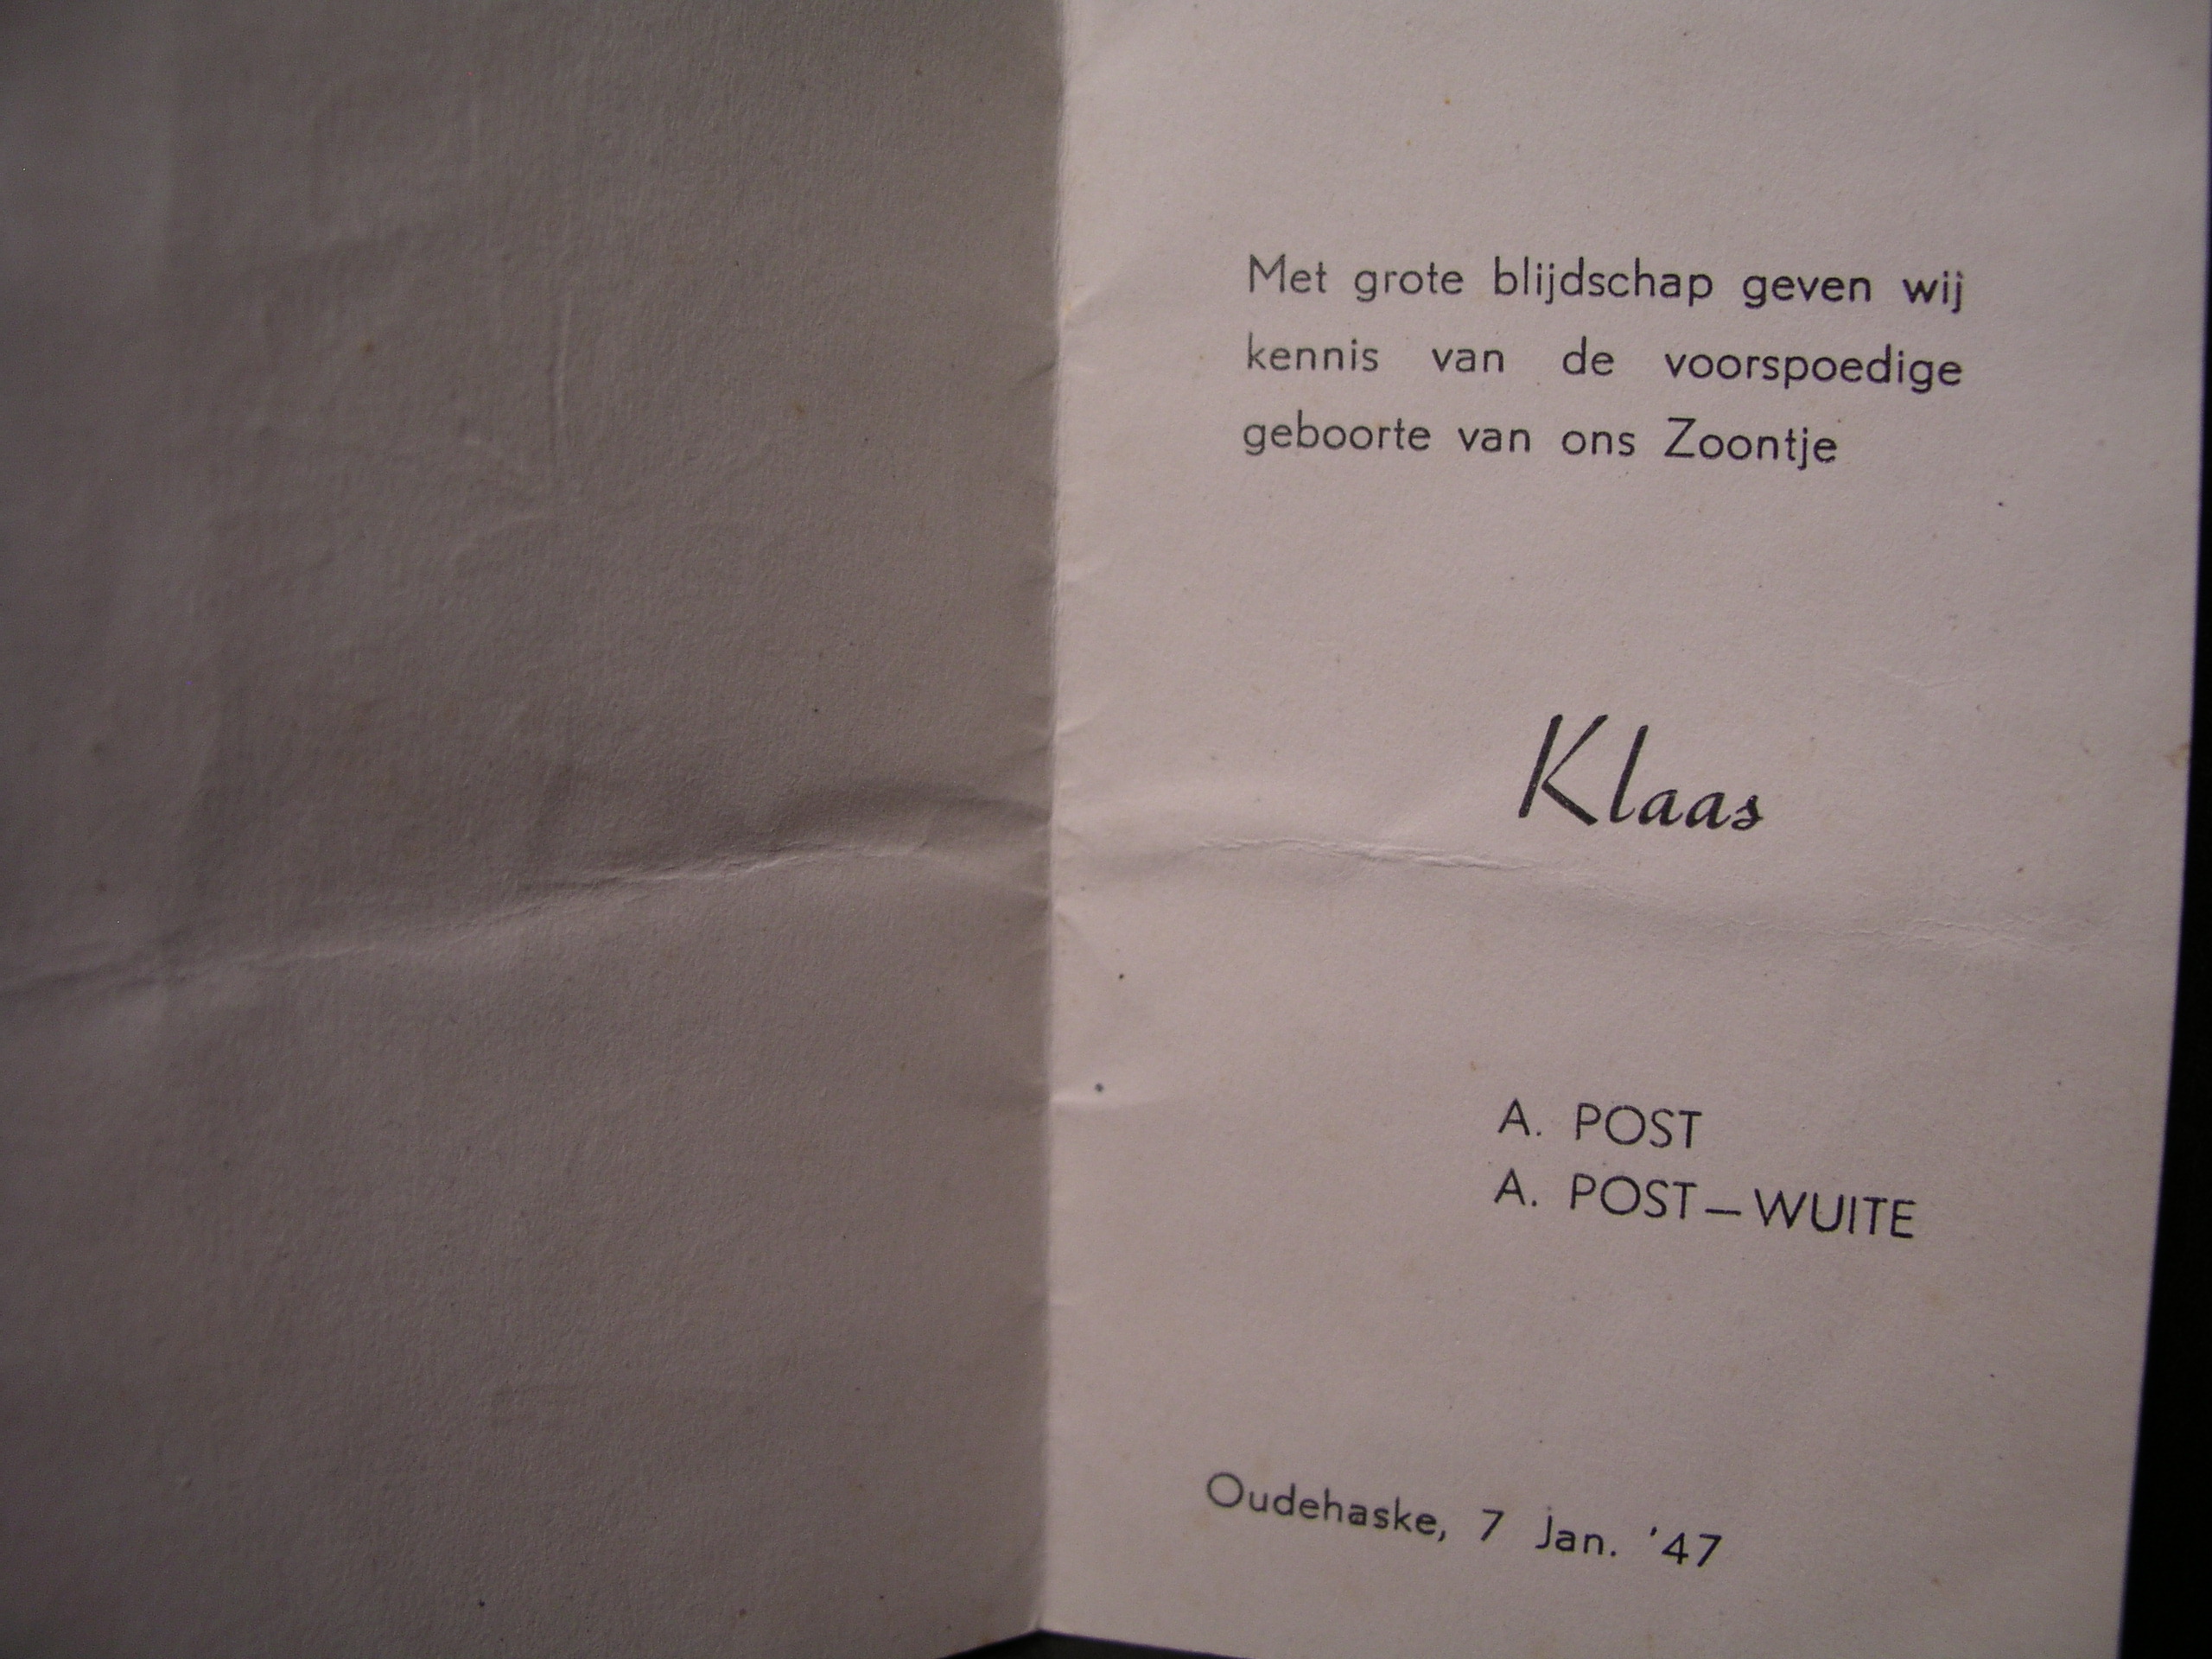 Met grote blijdschap geven wij
kennis van de voorspoedige
geboorte van ons Zoontje
Klaas
A. POST
A. POST—WUITE
Oudehaske, 7 Jan. '47